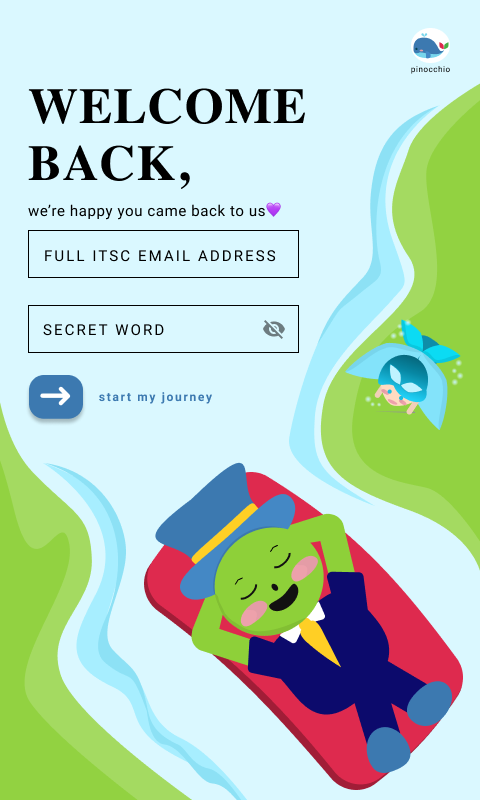 pinocchio
WELCOME
BACK,
we're happy you came back to us💜
FULL ITSC EMAIL ADDRESS
SECRET WORD
start my journey